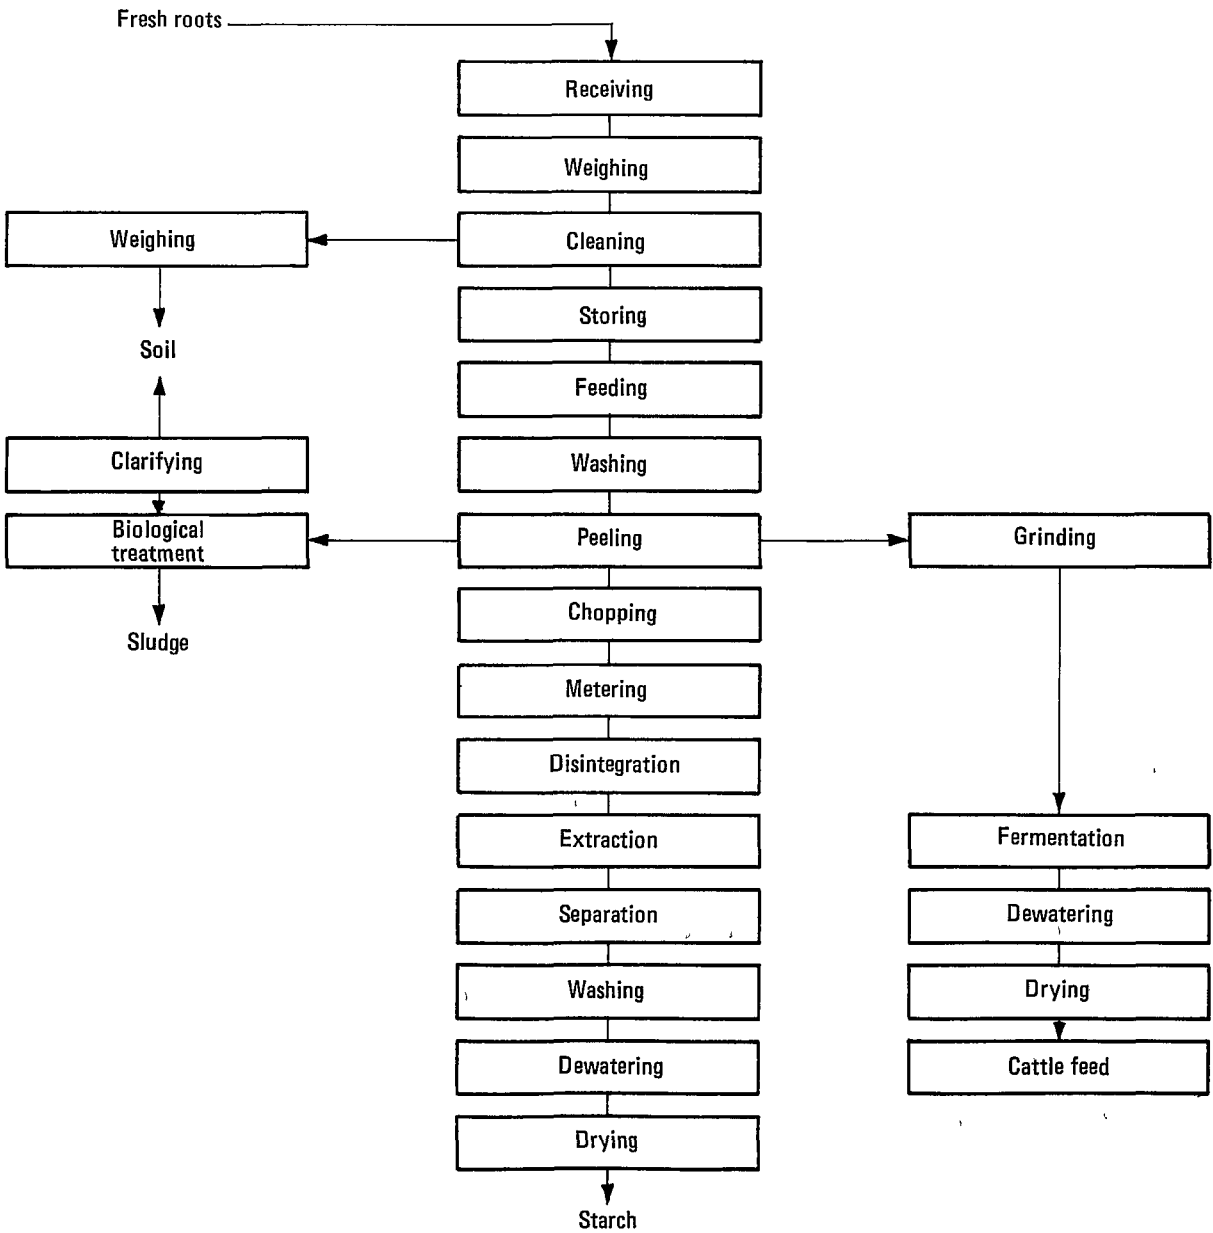 Fresh roots
Receiving
Weighing
Weighing
Cleaning
Storing
Soil
Feeding
Clarifying
Washing
Biological
treatment
Peeling
Grinding
Chopping
Sludge
Metering
Disintegration
Extraction
Fermentation
Separation
Dewatering
Washing
Drying
Dewatering
Cattle feed
Drying
Starch